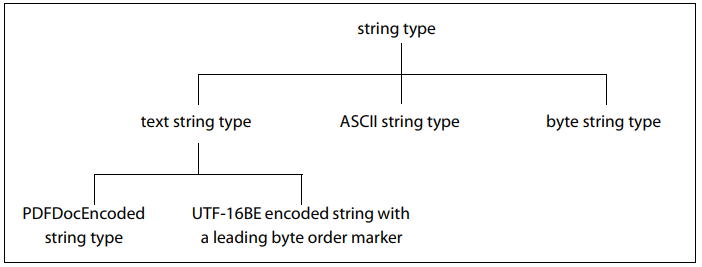 string type
text string type
ASCII string type
byte string type
PDFDocEncoded
string type
UTF-16BE encoded string with
a leading byte order marker